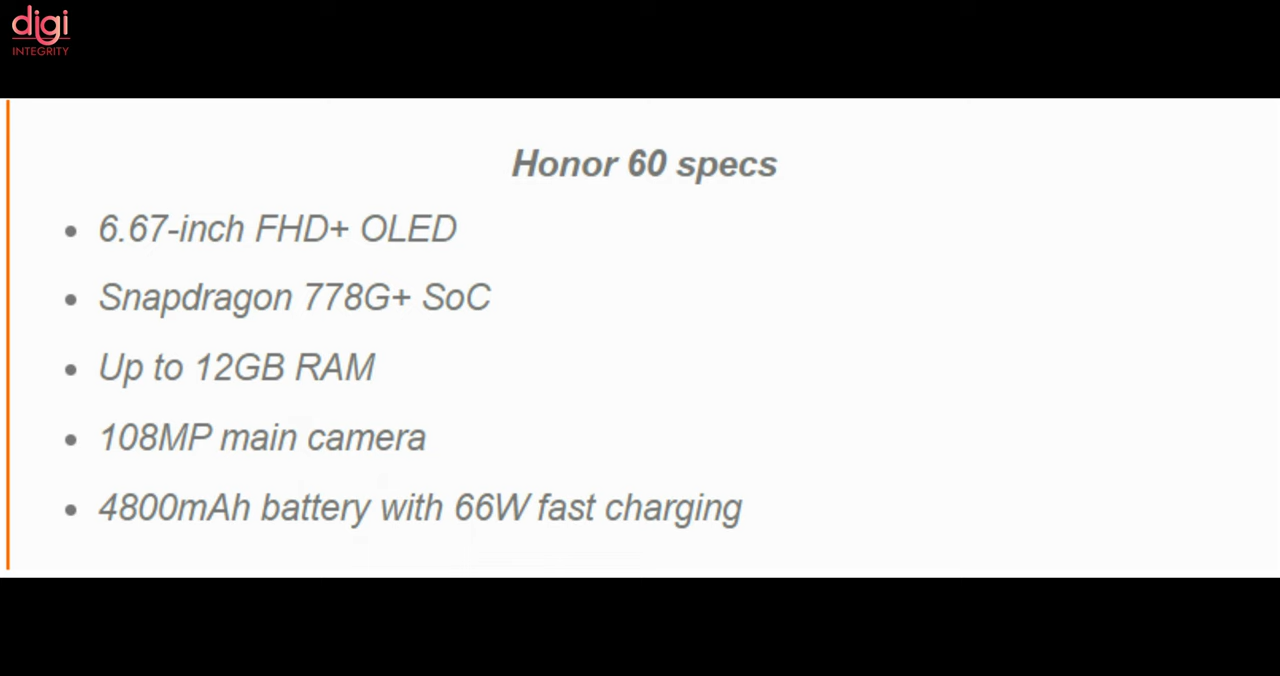 digi
INTEGRITY
Honor 60 specs
• 6.67-inch FHD+ OLED
• Snapdragon 778G+ SoC
• Up to 12GB RAM
• 108MP main camera
• 4800mAh battery with 66W fast charging